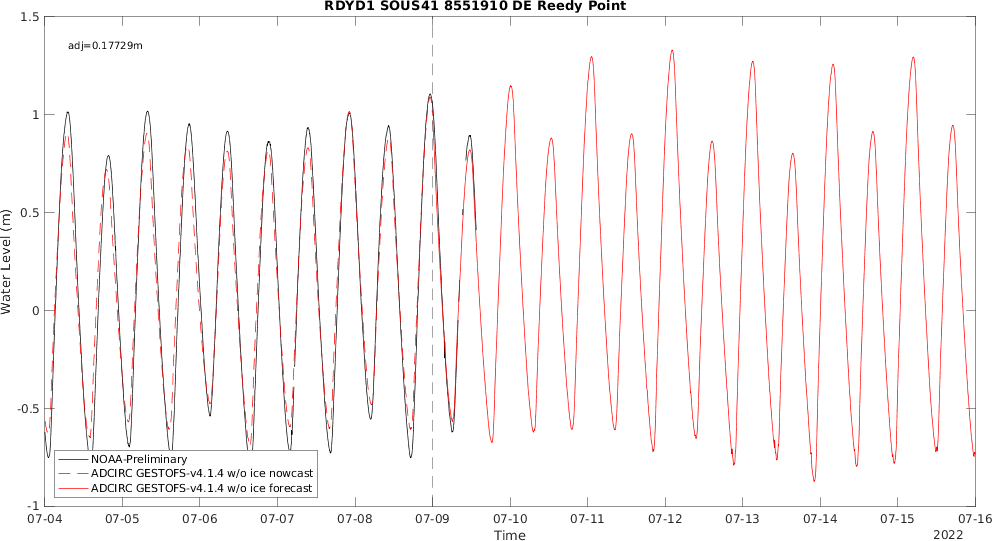 RDYD1 SOUS41 8551910 DE Reedy Point
adj=0.17729m
1.5
1
0.5
0
-0.5
-1
Water Level (m)
NOAA-Preliminary
ADCIRC GESTOFS-v4.1.4 w/o ice nowcast
ADCIRC GESTOFS-v4.1.4 w/o ice forecast
07-04 07-05 07-06 07-07 07-08 07-09 07-10 07-11 07-12 07-13 07-14 07-15 07-16
Time
2022